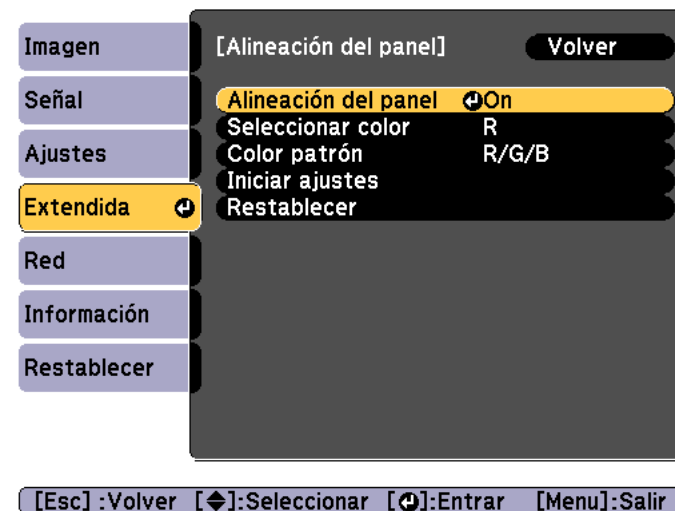 Imagen
Señal
Ajustes
Extendida
Red
Información
Restablecer
[Alineación del panel] Volver
Alineación del panel On
Seleccionar color R
Color patrón R/G/B
Iniciar ajustes
Restablecer
[Esc] :Volver [◆]:Seleccionar [↵]:Entrar [Menu]:Salir